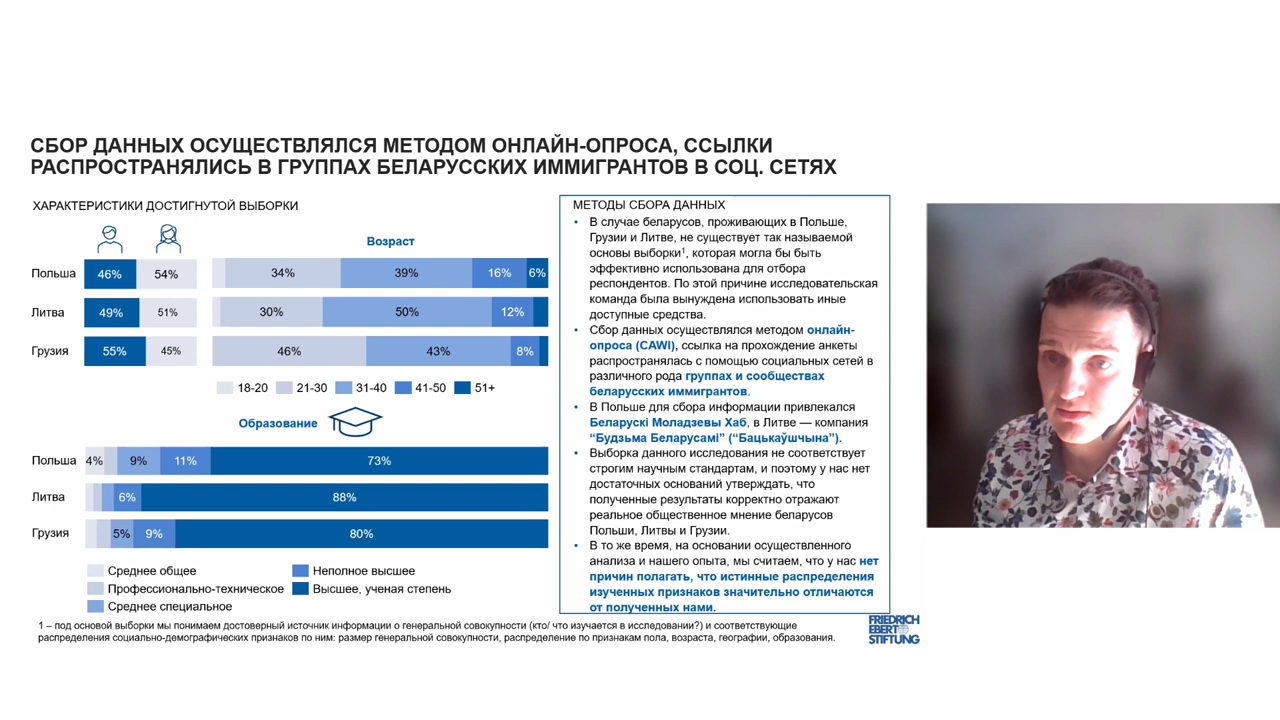 СБОР ДАННЫХ ОСУЩЕСТВЛЯЛСЯ МЕТОДОМ ОНЛАЙН-ОПРОСА, ССЫЛКИ
РАСПРОСТРАНЯЛИСЬ В ГРУППАХ БЕЛАРУССКИХ ИММИГРАНТОВ В СОЦ. СЕТЯХ
ХАРАКТЕРИСТИКИ ДОСТИГНУТОЙ ВЫБОРКИ
Возраст
Польша 46% 54% 34% 39% 16% 6%
Литва 49% 51% 30% 50% 12%
Грузия 55% 45% 46% 43% 8%
18-20 21-30 31-40 41-50 51+
Образование
Польша 4% 9% 11% 73%
Литва 6% 88%
Грузия 5% 9% 80%
Среднее общее Неполное высшее
Профессионально-техническое Высшее, ученая степень
Среднее специальное
МЕТОДЫ СБОРА ДАННЫХ
• В случае беларусов, проживающих в Польше,
Грузии и Литве, не существует так называемой
основы выборки¹, которая могла бы быть
эффективно использована для отбора
респондентов. По этой причине исследовательская
команда была вынуждена использовать иные
доступные средства.
• Сбор данных осуществлялся методом онлайн-
опроса (CAWI), ссылка на прохождение анкеты
распространялась с помощью социальных сетей в
различного рода группах и сообществах
беларусских иммигрантов.
• В Польше для сбора информации привлекался
Беларускі Моладзевы Хаб, в Литве — компания
“Будзьма Беларусамі” (“Бацькаўшчына”).
• Выборка данного исследования не соответствует
строгим научным стандартам, и поэтому у нас нет
достаточных оснований утверждать, что
полученные результаты корректно отражают
реальное общественное мнение беларусов
Польши, Литвы и Грузии.
• В то же время, на основании осуществленного
анализа и нашего опыта, мы считаем, что у нас нет
причин полагать, что истинные распределения
изученных признаков значительно отличаются
от полученных нами.
1 – под основой выборки мы понимаем достоверный источник информации о генеральной совокупности (кто/ что изучается в исследовании?) и соответствующие
распределения социально-демографических признаков по ним: размер генеральной совокупности, распределение по признакам пола, возраста, географии, образования.
FRIEDRICH
EBERT
STIFTUNG